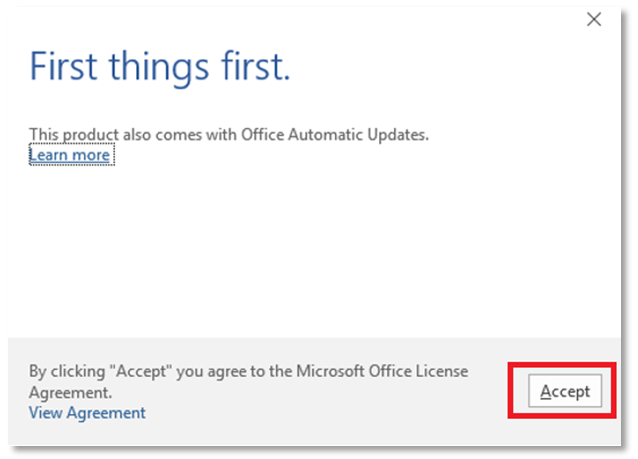 First things first.
This product also comes with Office Automatic Updates.
Learn more
By clicking "Accept" you agree to the Microsoft Office License
Agreement.
View Agreement
Accept